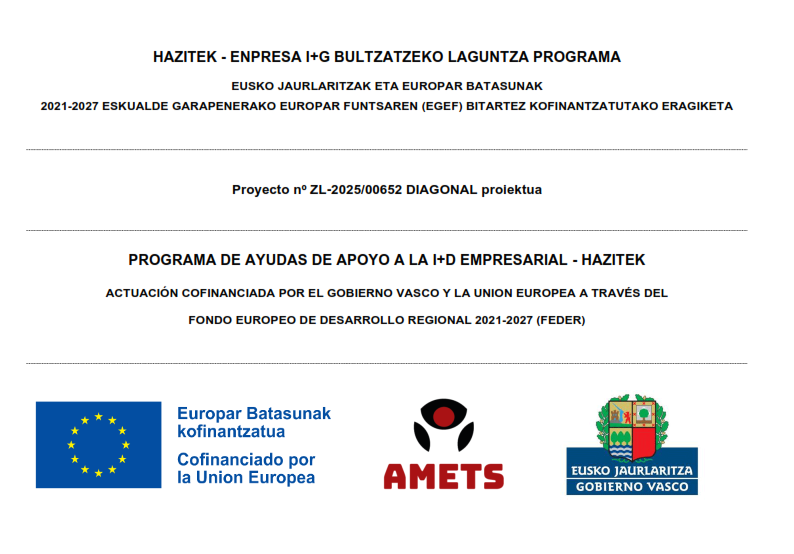 HAZITEK - ENPRESA I+G BULTZATZEKO LAGUNTZA PROGRAMA
EUSKO JAURLARITZAK ETA EUROPAR BATASUNAK
2021-2027 ESKUALDE GARAPENERAKO EUROPAR FUNTSAREN (EGEF) BITARTEZ KOFINANTZATUTAKO ERAGIKETA
Proyecto nº ZL-2025/00652 DIAGONAL proiektua
PROGRAMA DE AYUDAS DE APOYO A LA I+D EMPRESARIAL - HAZITEK
ACTUACIÓN COFINANCIADA POR EL GOBIERNO VASCO Y LA UNION EUROPEA A TRAVÉS DEL
FONDO EUROPEO DE DESARROLLO REGIONAL 2021-2027 (FEDER)
Europar Batasunak
kofinantzatua
Cofinanciado por
la Union Europea
AMETS
EUSKO JAURLARITZA
GOBIERNO VASCO